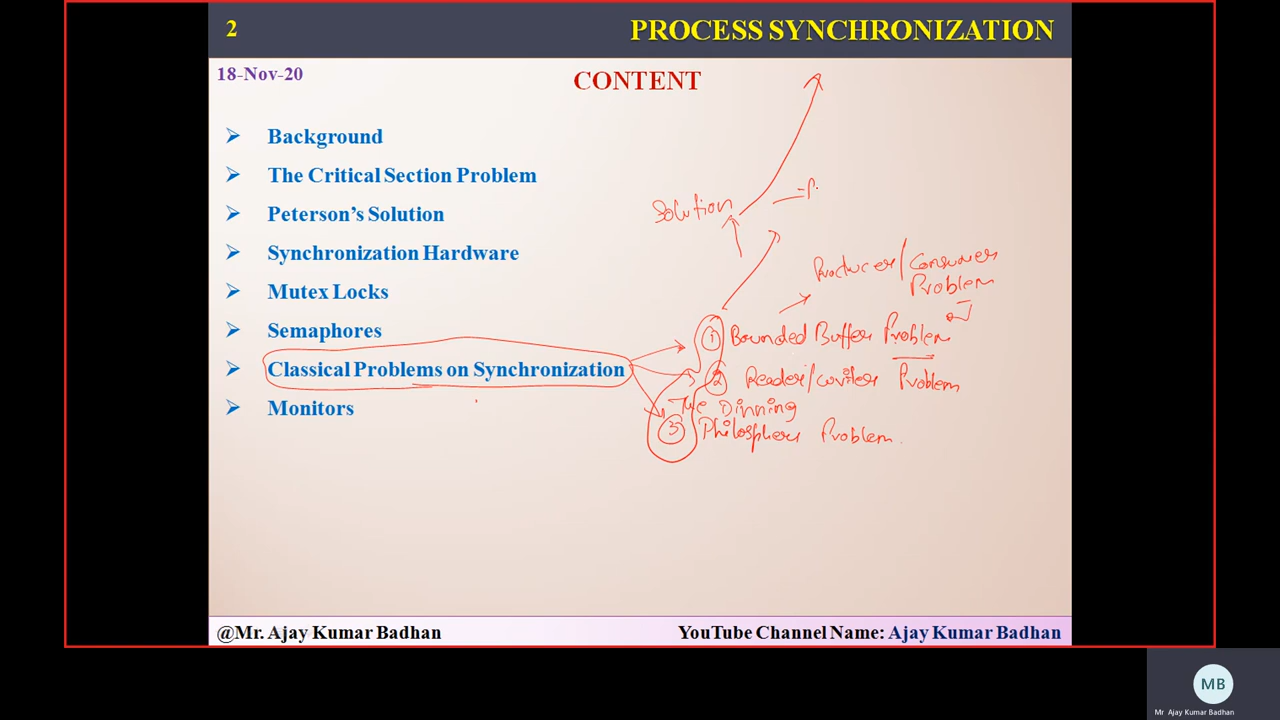 2
PROCESS SYNCHRONIZATION
18-Nov-20
CONTENT
Background
The Critical Section Problem
Peterson's Solution
Synchronization Hardware
Mutex Locks
Semaphores
Classical Problems on Synchronization
Monitors
Solution
Producer/Consumer
Problem
1 Bounded Buffer Problem
2 Reader/writer Problem
The Dinning
3 Philosphers Problem
@Mr. Ajay Kumar Badhan
YouTube Channel Name: Ajay Kumar Badhan
MB
Mr Ajay Kumar Badhan